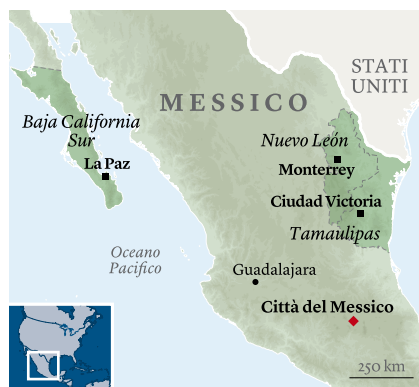 STATI
UNITI
MESSICO
Baja California
Sur
La Paz
Nuevo León
Monterrey
Ciudad Victoria
Tamaulipas
Oceano
Pacifico
Guadalajara
Città del Messico
250 km